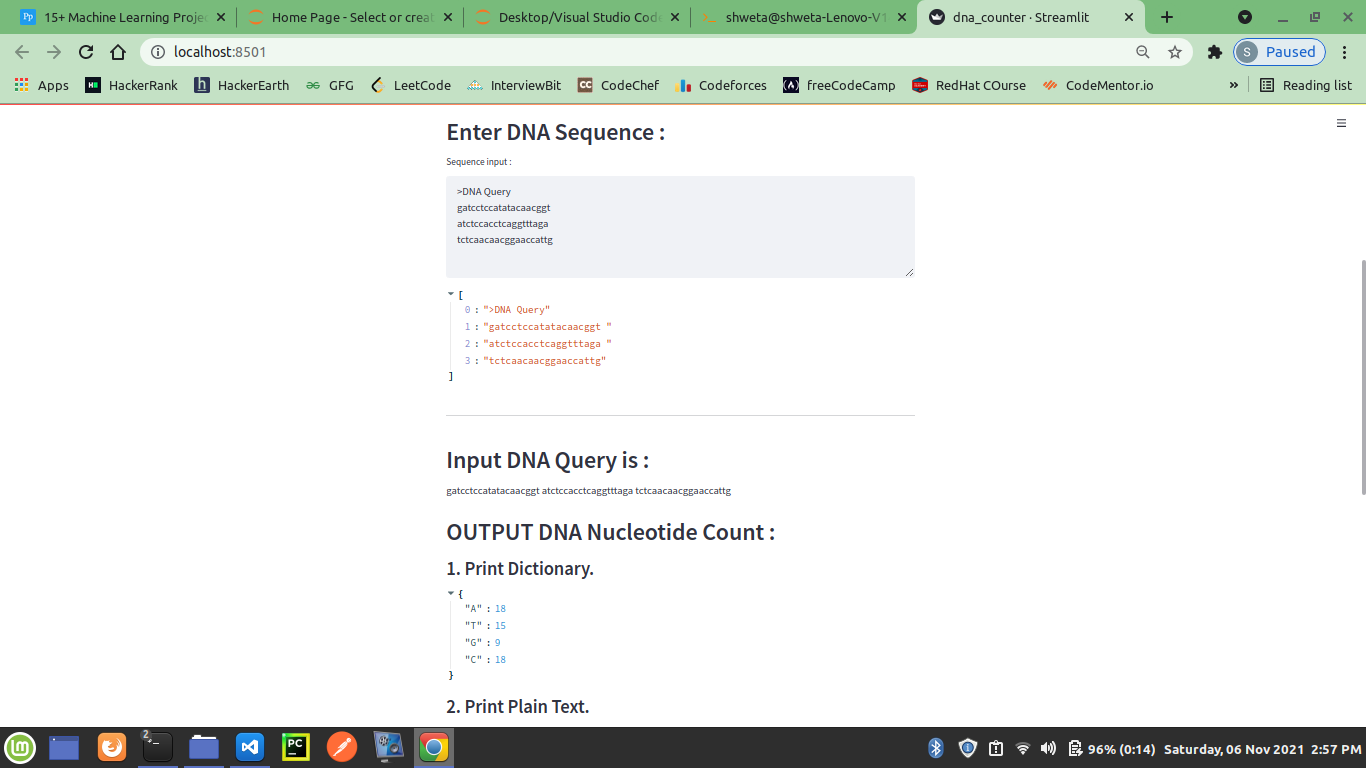 15+ Machine Learning Projec
Home Page - Select or creat
Desktop/Visual Studio Code
shweta@shweta-Lenovo-V1
dna_counter · Streamlit
localhost:8501
S Paused
Apps
HackerRank
HackerEarth
GFG
LeetCode
InterviewBit
CodeChef
Codeforces
freeCodeCamp
RedHat COurse
CodeMentor.io
»
Reading list
Enter DNA Sequence :
Sequence input :
>DNA Query
gatcctccatatacaacggt
atctccacctcaggtttaga
tctcaacaacggaaccattg
[
0 : ">DNA Query"
1 : "gatcctccatatacaacggt "
2 : "atctccacctcaggtttaga "
3 : "tctcaacaacggaaccattg"
]
Input DNA Query is :
gatcctccatatacaacggt atctccacctcaggtttaga tctcaacaacggaaccattg
OUTPUT DNA Nucleotide Count :
1. Print Dictionary.
{
"A" : 18
"T" : 15
"G" : 9
"C" : 18
}
2. Print Plain Text.
2
96% (0:14) Saturday, 06 Nov 2021 2:57 PM